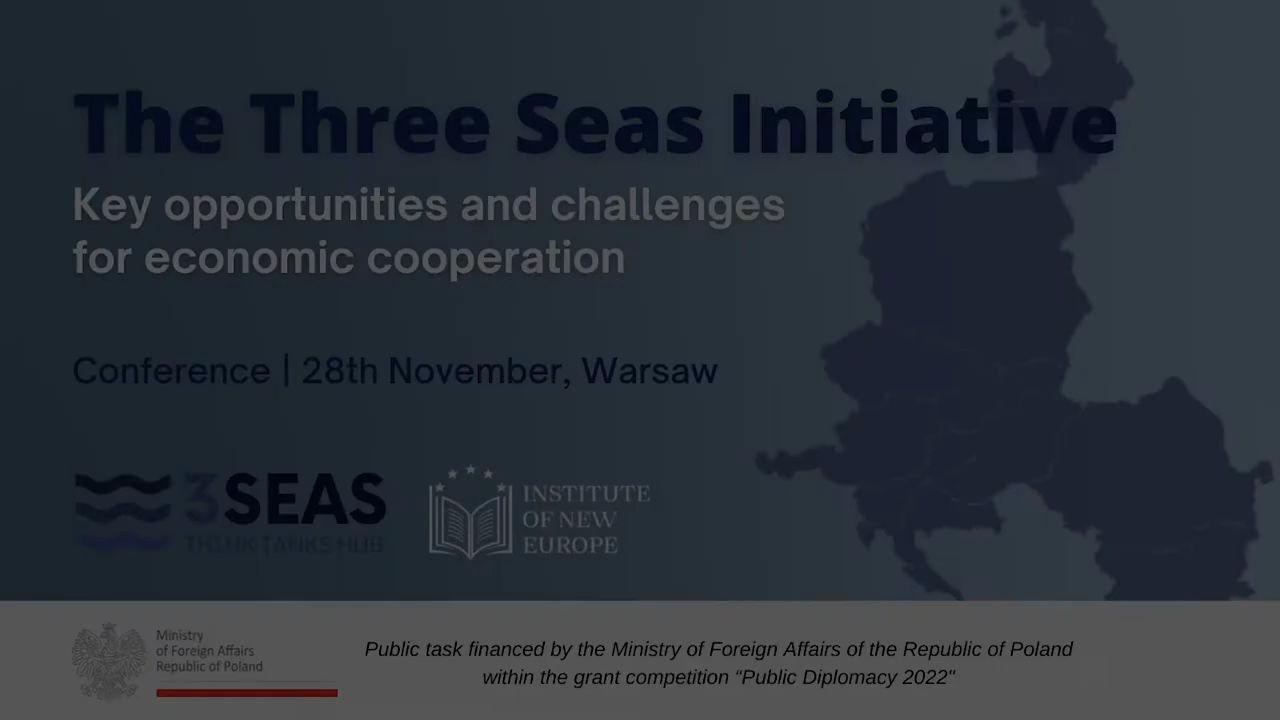 The Three Seas Initiative
Key opportunities and challenges
for economic cooperation
Conference | 28th November, Warsaw
3SEAS
THINK TANKS HUB
INSTITUTE
OF NEW
EUROPE
Ministry
of Foreign Affairs
Republic of Poland
Public task financed by the Ministry of Foreign Affairs of the Republic of Poland
within the grant competition “Public Diplomacy 2022"